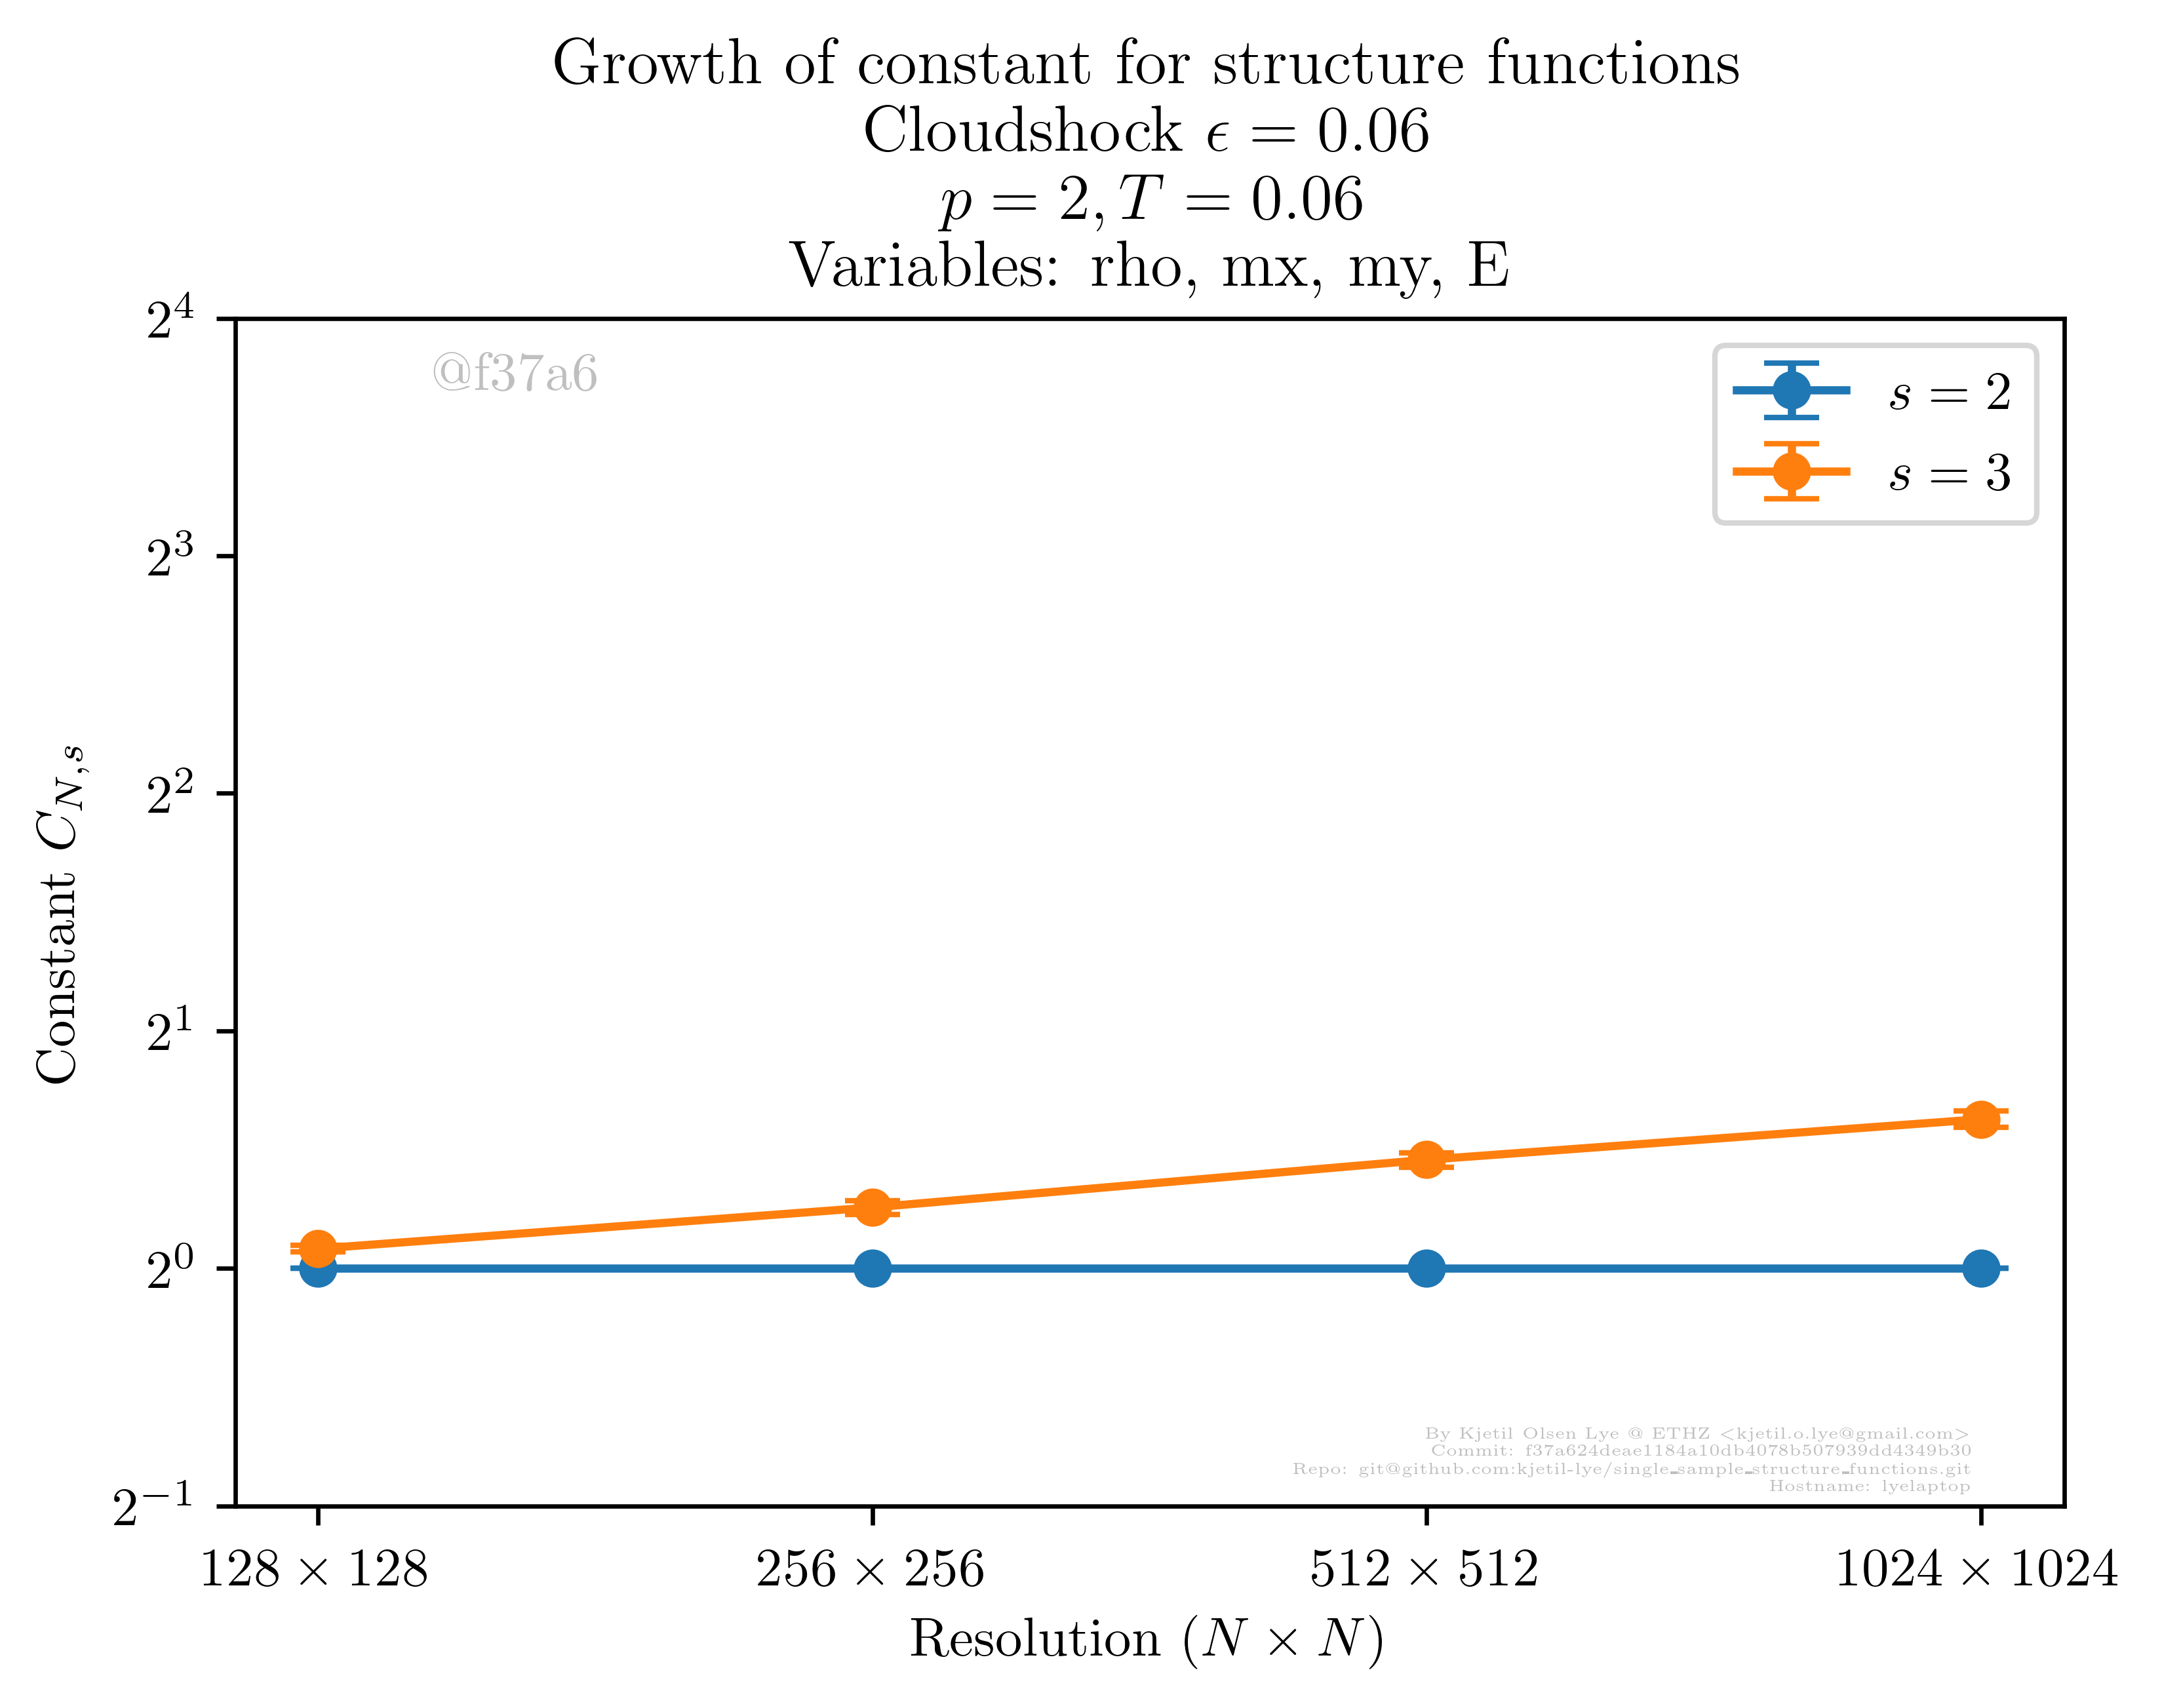 Growth of constant for structure functions
Cloudshock ϵ = 0.06
p = 2, T = 0.06
Variables: rho, mx, my, E
@f37a6
s = 2
s = 3
2⁴
2³
2²
2¹
2⁰
2⁻¹
Constant C_{N,s}
By Kjetil Olsen Lye @ ETHZ <kjetil.o.lye@gmail.com>
Commit: f37a624deae1184a10db4078b507939dd4349b30
Repo: git@github.com:kjetil-lye/single_sample_structure_functions.git
Hostname: lyelaptop
128 × 128
256 × 256
512 × 512
1024 × 1024
Resolution (N × N)